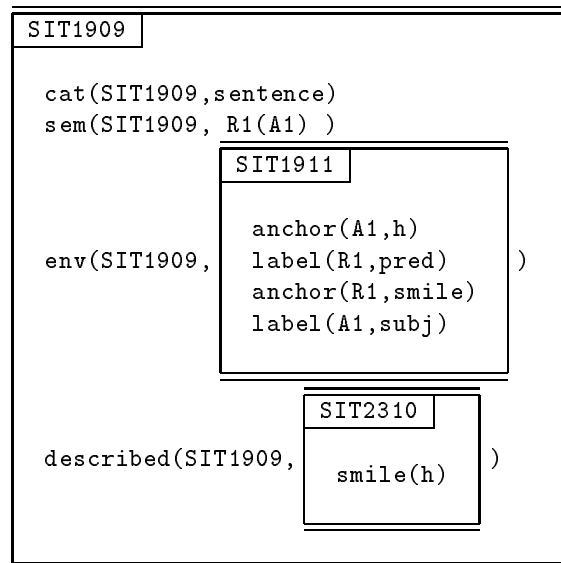 SIT1909
cat(SIT1909,sentence)
sem(SIT1909, R1(A1) )
SIT1911
anchor(A1,h)
env(SIT1909, label(R1,pred) )
anchor(R1,smile)
label(A1,subj)
SIT2310
described(SIT1909, smile(h) )